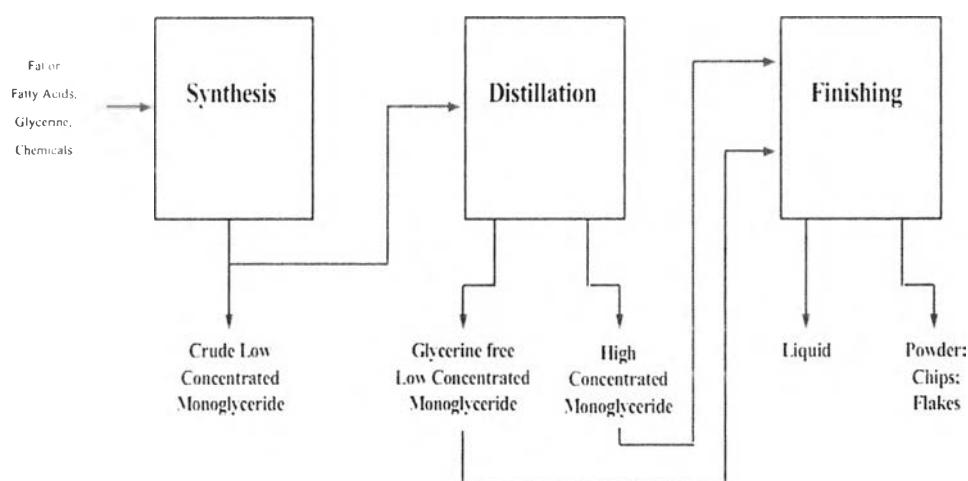 Fat or
Fatty Acids,
Glycerine,
Chemicals
Synthesis
Distillation
Finishing
Crude Low
Concentrated
Monoglyceride
Glycerine free
Low Concentrated
Monoglyceride
High
Concentrated
Monoglyceride
Liquid
Powder:
Chips:
Flakes